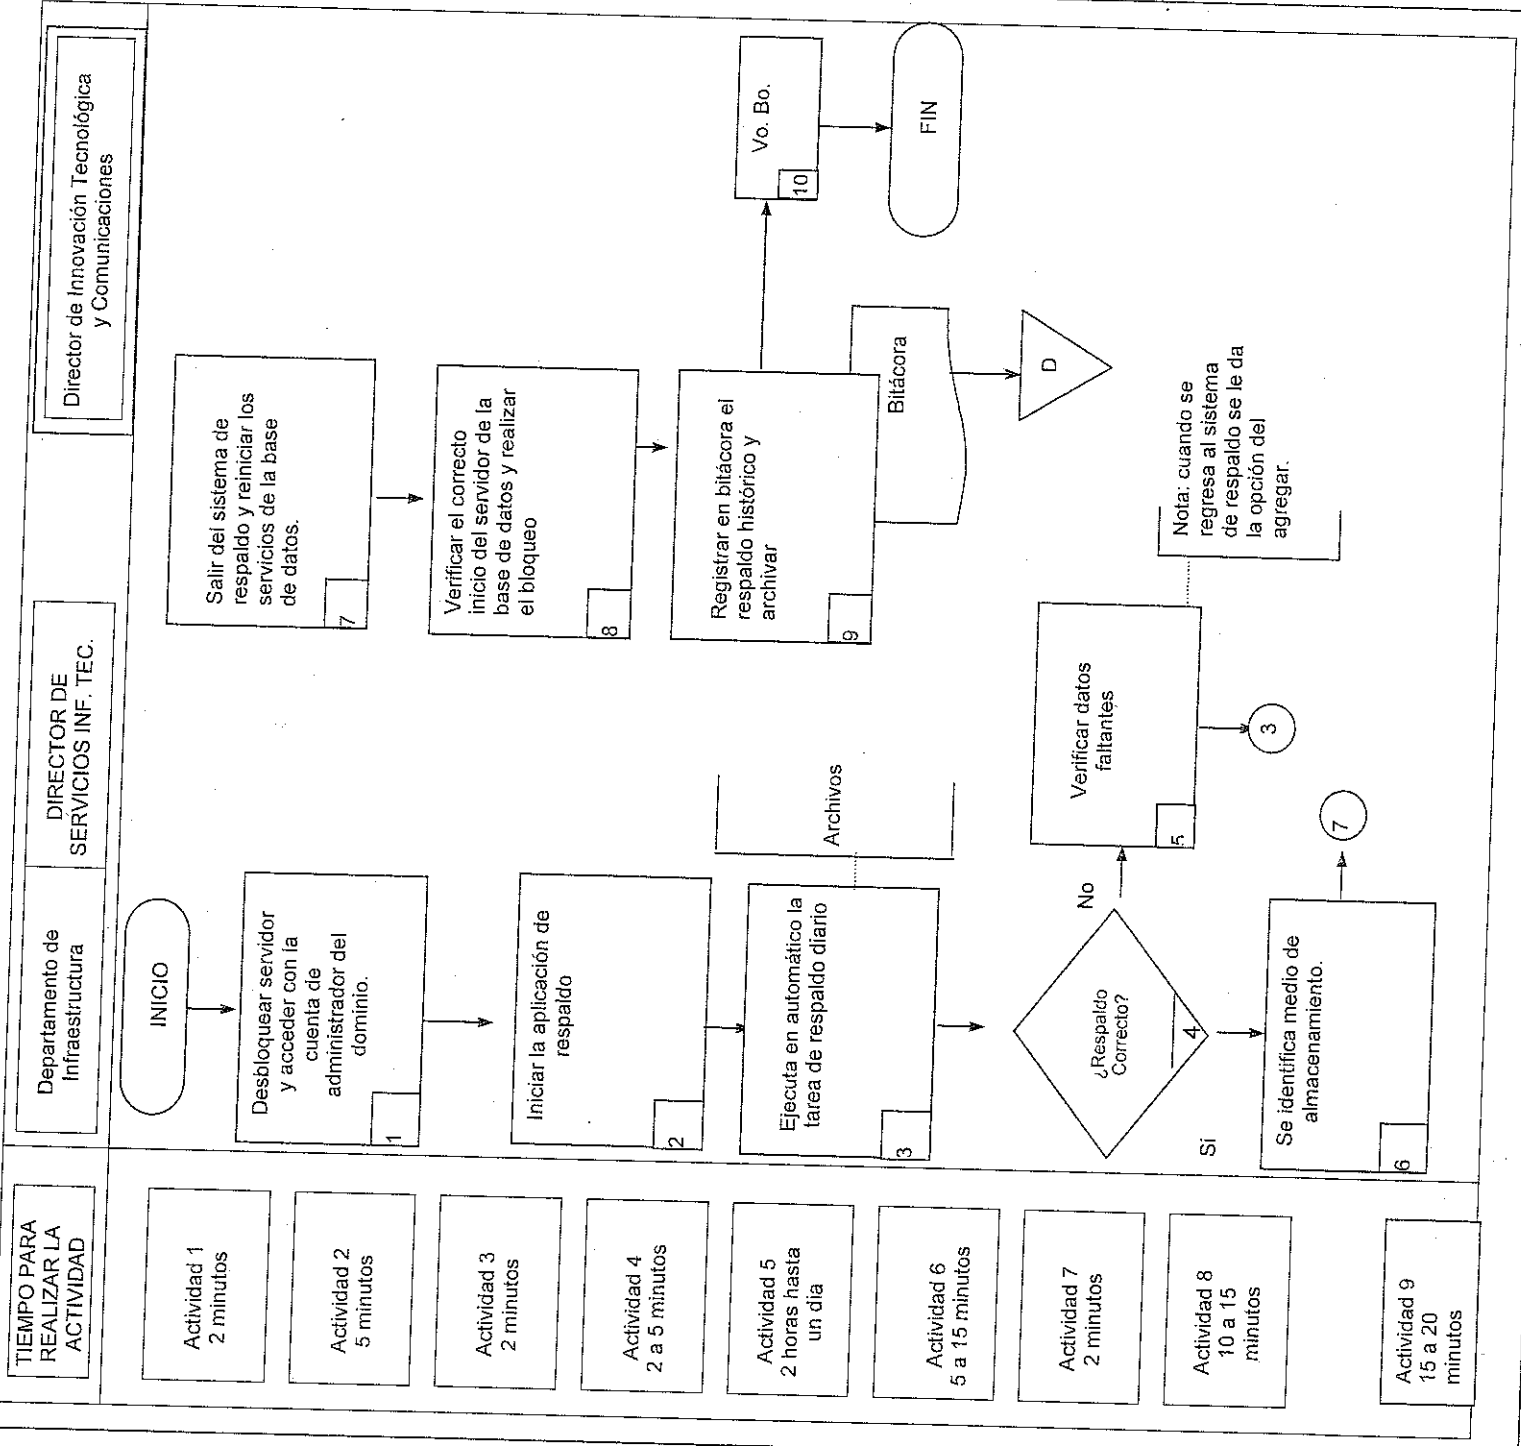 TIEMPO PARA
REALIZAR LA
ACTIVIDAD
Departamento de
Infraestructura
DIRECTOR DE
SERVICIOS INF. TEC.
Director de Innovación Tecnológica
y Comunicaciones
Actividad 1
2 minutos
Actividad 2
5 minutos
Actividad 3
2 minutos
Actividad 4
2 a 5 minutos
Actividad 5
2 horas hasta
un dia
Actividad 6
5 a 15 minutos
Actividad 7
2 minutos
Actividad 8
10 a 15
minutos
Actividad 9
15 a 20
minutos
INICIO
Desbloquear servidor
y acceder con la
cuenta de
administrador del
dominio.
1
Iniciar la aplicación de
respaldo
2
Ejecuta en automático la
tarea de respaldo diario
3
Archivos
¿Respaldo
Correcto?
4
No
Sí
Verificar datos
faltantes
5
3
Nota: cuando se
regresa al sistema
de respaldo se le da
la opción del
agregar.
Se identifica medio de
almacenamiento.
6
7
Salir del sistema de
respaldo y reiniciar los
servicios de la base
de datos.
7
Verificar el correcto
inicio del servidor de la
base de datos y realizar
el bloqueo
8
Registrar en bitácora el
respaldo histórico y
archivar
9
Bitácora
D
Vo. Bo.
10
FIN